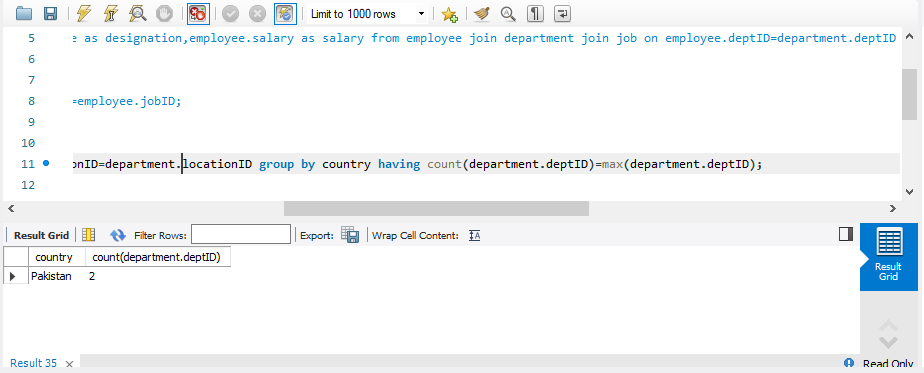 Limit to 1000 rows
5 e as designation,employee.salary as salary from employee join department join job on employee.deptID=department.deptID
6
7
8 =employee.jobID;
9
10
11 onID=department.locationID group by country having count(department.deptID)=max(department.deptID);
12
Result Grid Filter Rows: Export: Wrap Cell Content: IA
country count(department.deptID)
Pakistan 2
Result Grid
Result 35 × Read Only